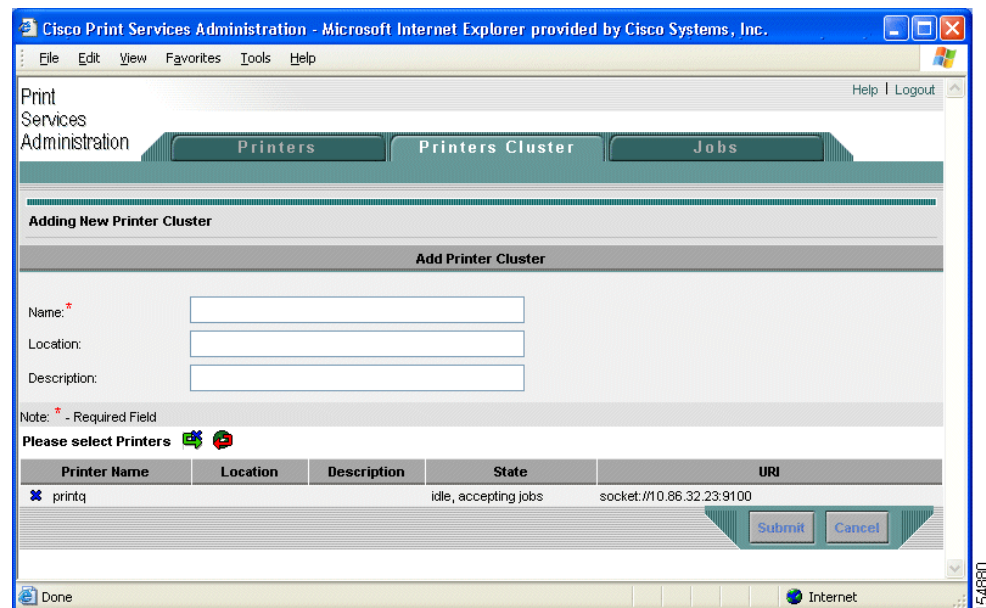 Cisco Print Services Administration - Microsoft Internet Explorer provided by Cisco Systems, Inc.
File Edit View Favorites Tools Help
Help | Logout
Print
Services
Administration
Printers Printers Cluster Jobs
Adding New Printer Cluster
Add Printer Cluster
Name:*
Location:
Description:
Note: * - Required Field
Please select Printers
Printer Name Location Description State URI
printq idle, accepting jobs socket://10.86.32.23:9100
Submit Cancel
Done Internet
54880